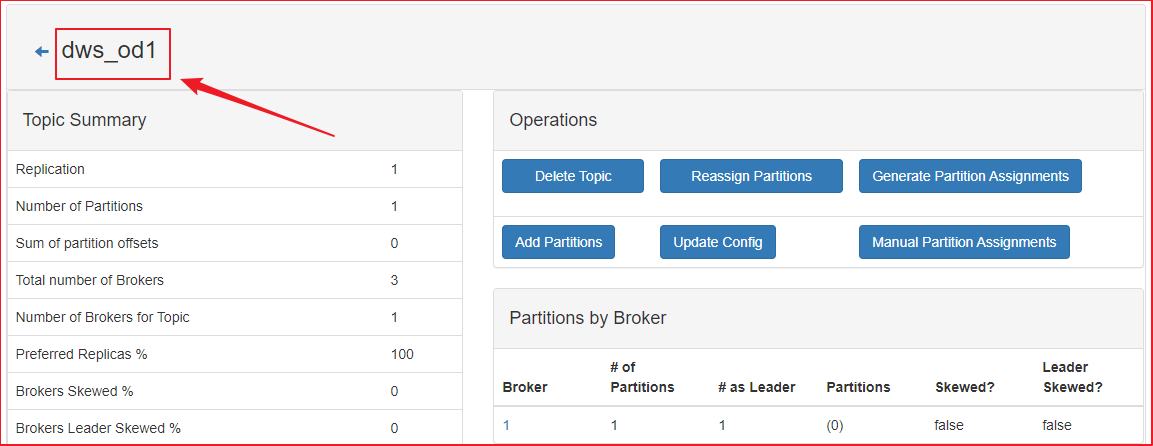 dws_od1
Topic Summary
Replication 1
Number of Partitions 1
Sum of partition offsets 0
Total number of Brokers 3
Number of Brokers for Topic 1
Preferred Replicas % 100
Brokers Skewed % 0
Brokers Leader Skewed % 0
Operations
Delete Topic Reassign Partitions Generate Partition Assignments
Add Partitions Update Config Manual Partition Assignments
Partitions by Broker
Broker # of Partitions # as Leader Partitions Skewed? Leader Skewed?
1 1 1 (0) false false